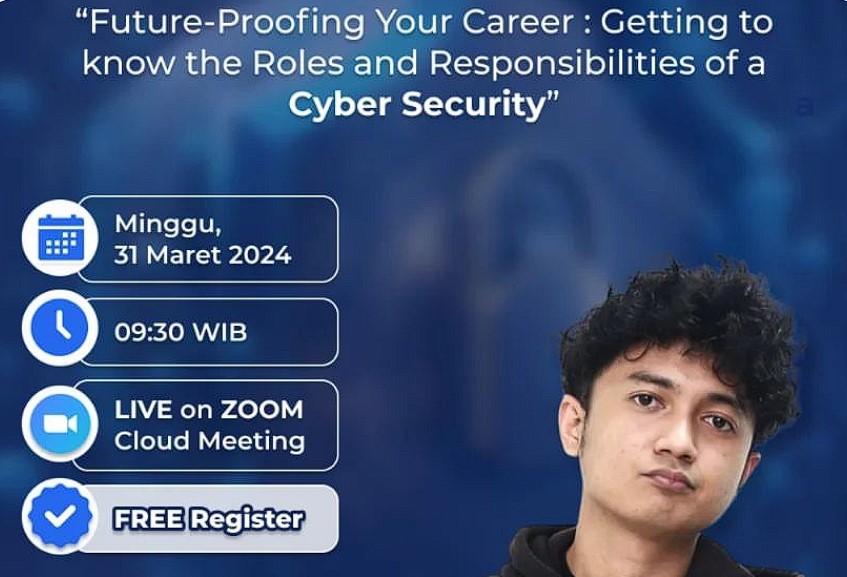 “Future-Proofing Your Career : Getting to
know the Roles and Responsibilities of a
Cyber Security”
a
Minggu,
31 Maret 2024
09:30 WIB
LIVE on ZOOM
Cloud Meeting
FREE Register